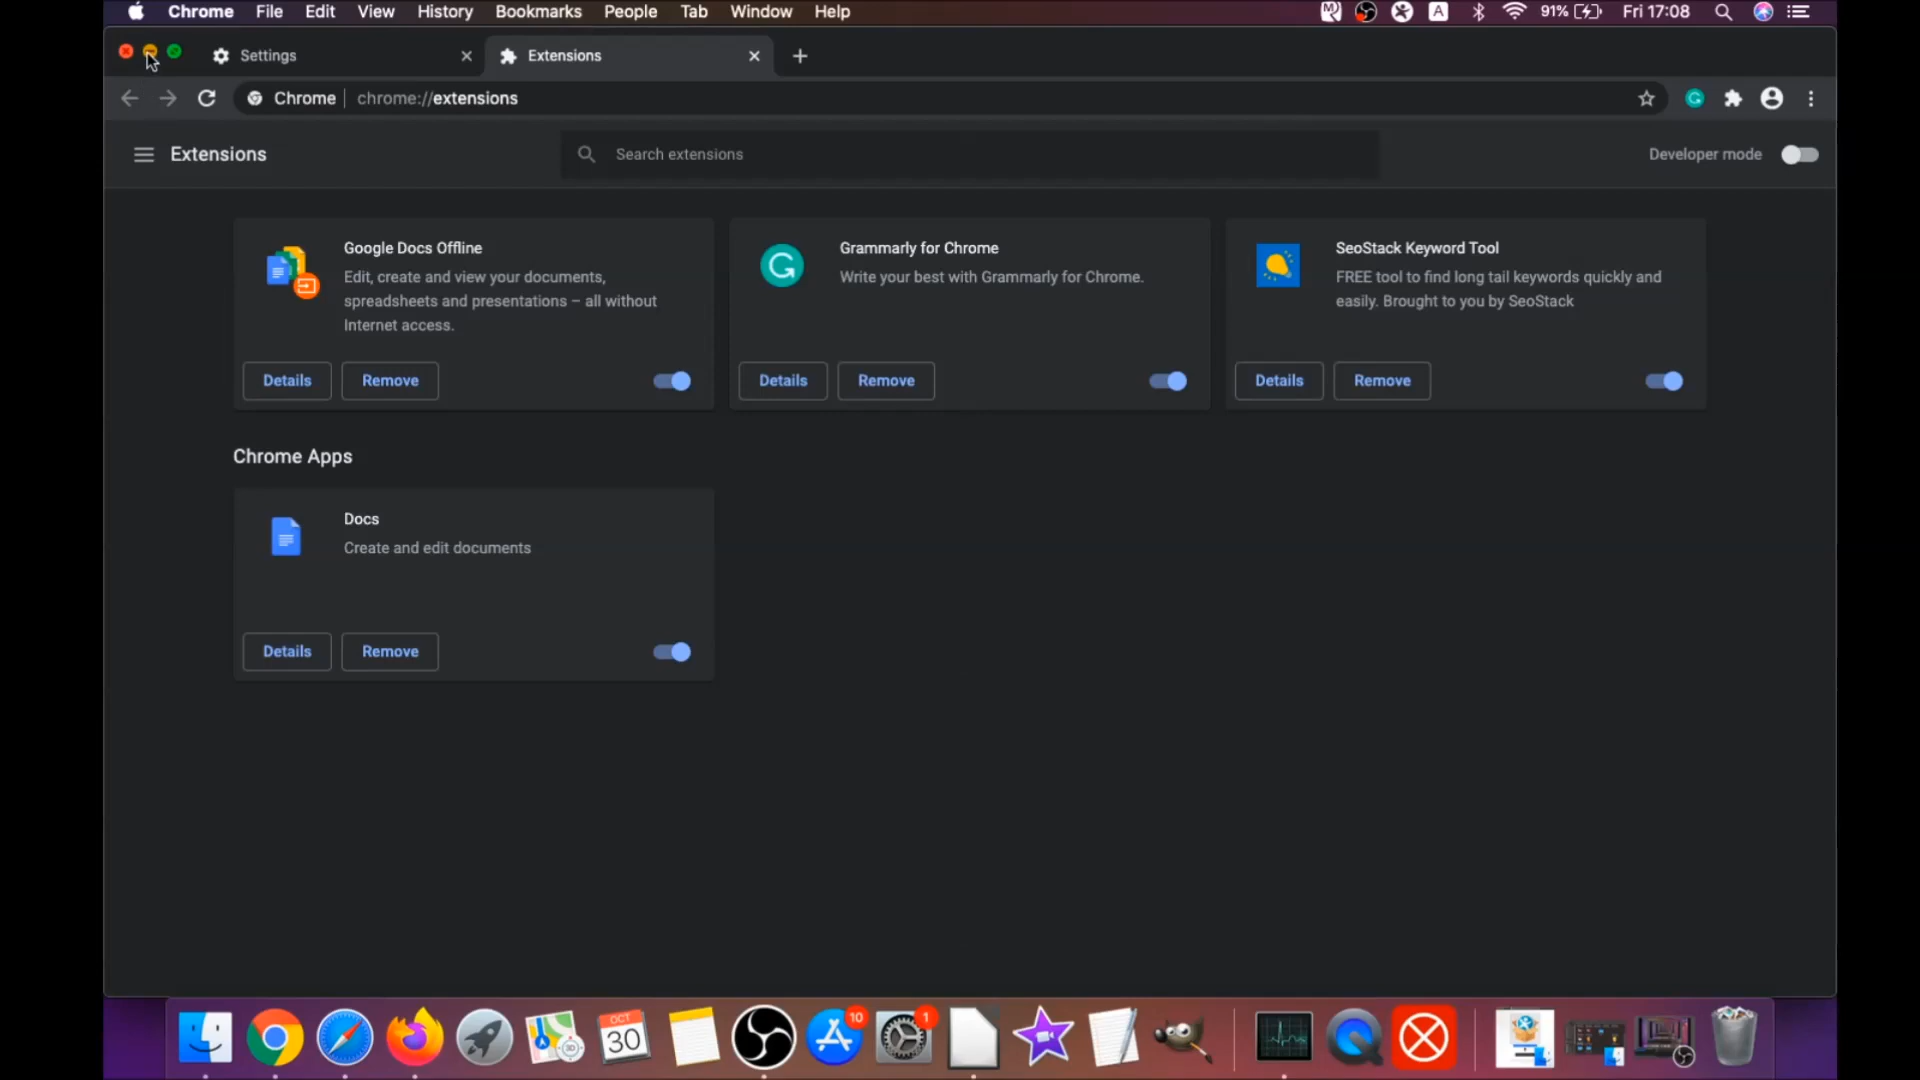 Chrome File Edit View History Bookmarks People Tab Window Help A 91% Fri 17:08
Settings
Extensions
Chrome chrome://extensions
Extensions
Search extensions
Developer mode
Google Docs Offline
Edit, create and view your documents,
spreadsheets and presentations – all without
Internet access.
Details Remove
Grammarly for Chrome
Write your best with Grammarly for Chrome.
Details Remove
SeoStack Keyword Tool
FREE tool to find long tail keywords quickly and
easily. Brought to you by SeoStack
Details Remove
Chrome Apps
Docs
Create and edit documents
Details Remove
OCT
30
10
1